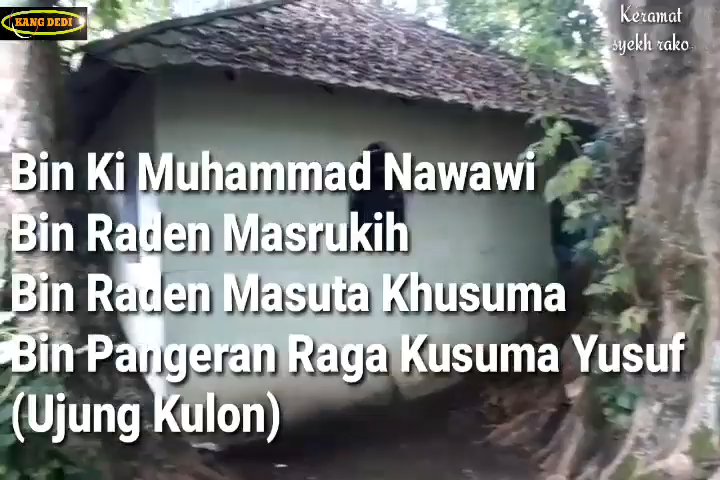 KANG DEDI
Keramat
syekh rako
Bin Ki Muhammad Nawawi
Bin Raden Masrukih
Bin Raden Masuta Khusuma
Bin Pangeran Raga Kusuma Yusuf
(Ujung Kulon)